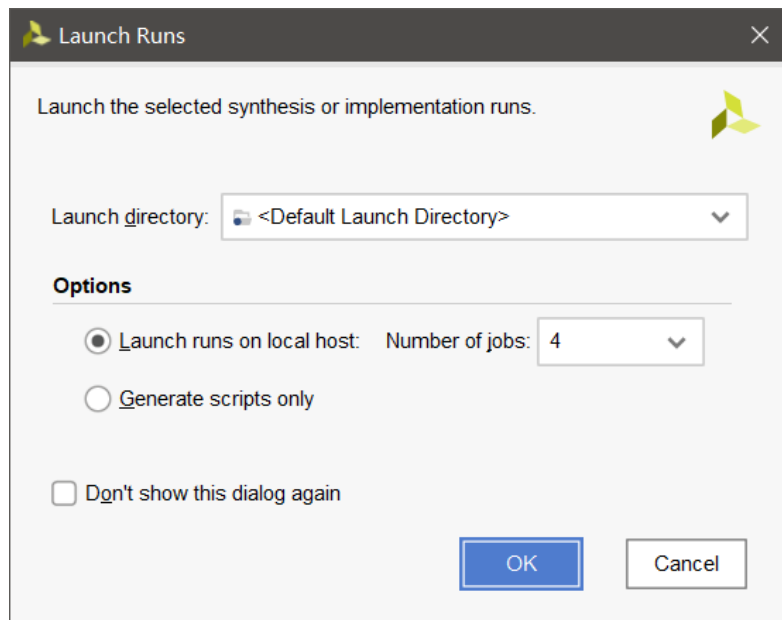 Launch Runs
Launch the selected synthesis or implementation runs.
Launch directory: <Default Launch Directory>
Options
Launch runs on local host: Number of jobs: 4
Generate scripts only
Don't show this dialog again
OK Cancel